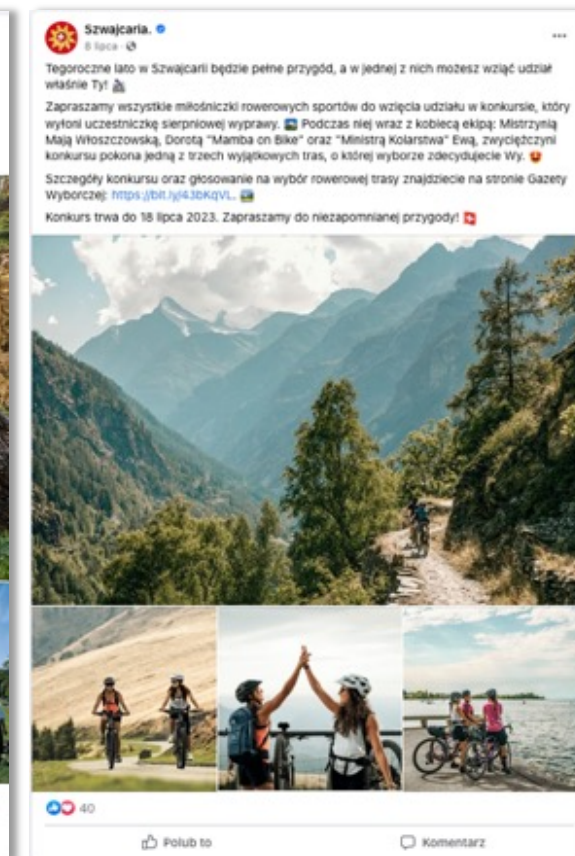 Szwajcaria.
8 lipca
Tegoroczne lato w Szwajcarii będzie pełne przygód, a w jednej z nich możesz wziąć udział
właśnie Ty!
Zapraszamy wszystkie miłośniczki rowerowych sportów do wzięcia udziału w konkursie, który
wyłoni uczestniczkę sierpniowej wyprawy. Podczas niej wraz z kobiecą ekipą: Mistrzynią
Mają Włoszczowską, Dorotą "Mamba on Bike" oraz "Ministrą Kolarstwa" Ewą, zwyciężczyni
konkursu pokona jedną z trzech wyjątkowych tras, o której wyborze zdecydujecie Wy.
Szczegóły konkursu oraz głosowanie na wybór rowerowej trasy znajdziecie na stronie Gazety
Wyborczej: https://bit.ly/43bKqVL.
Konkurs trwa do 18 lipca 2023. Zapraszamy do niezapomnianej przygody!
40
Polub to
Komentarz